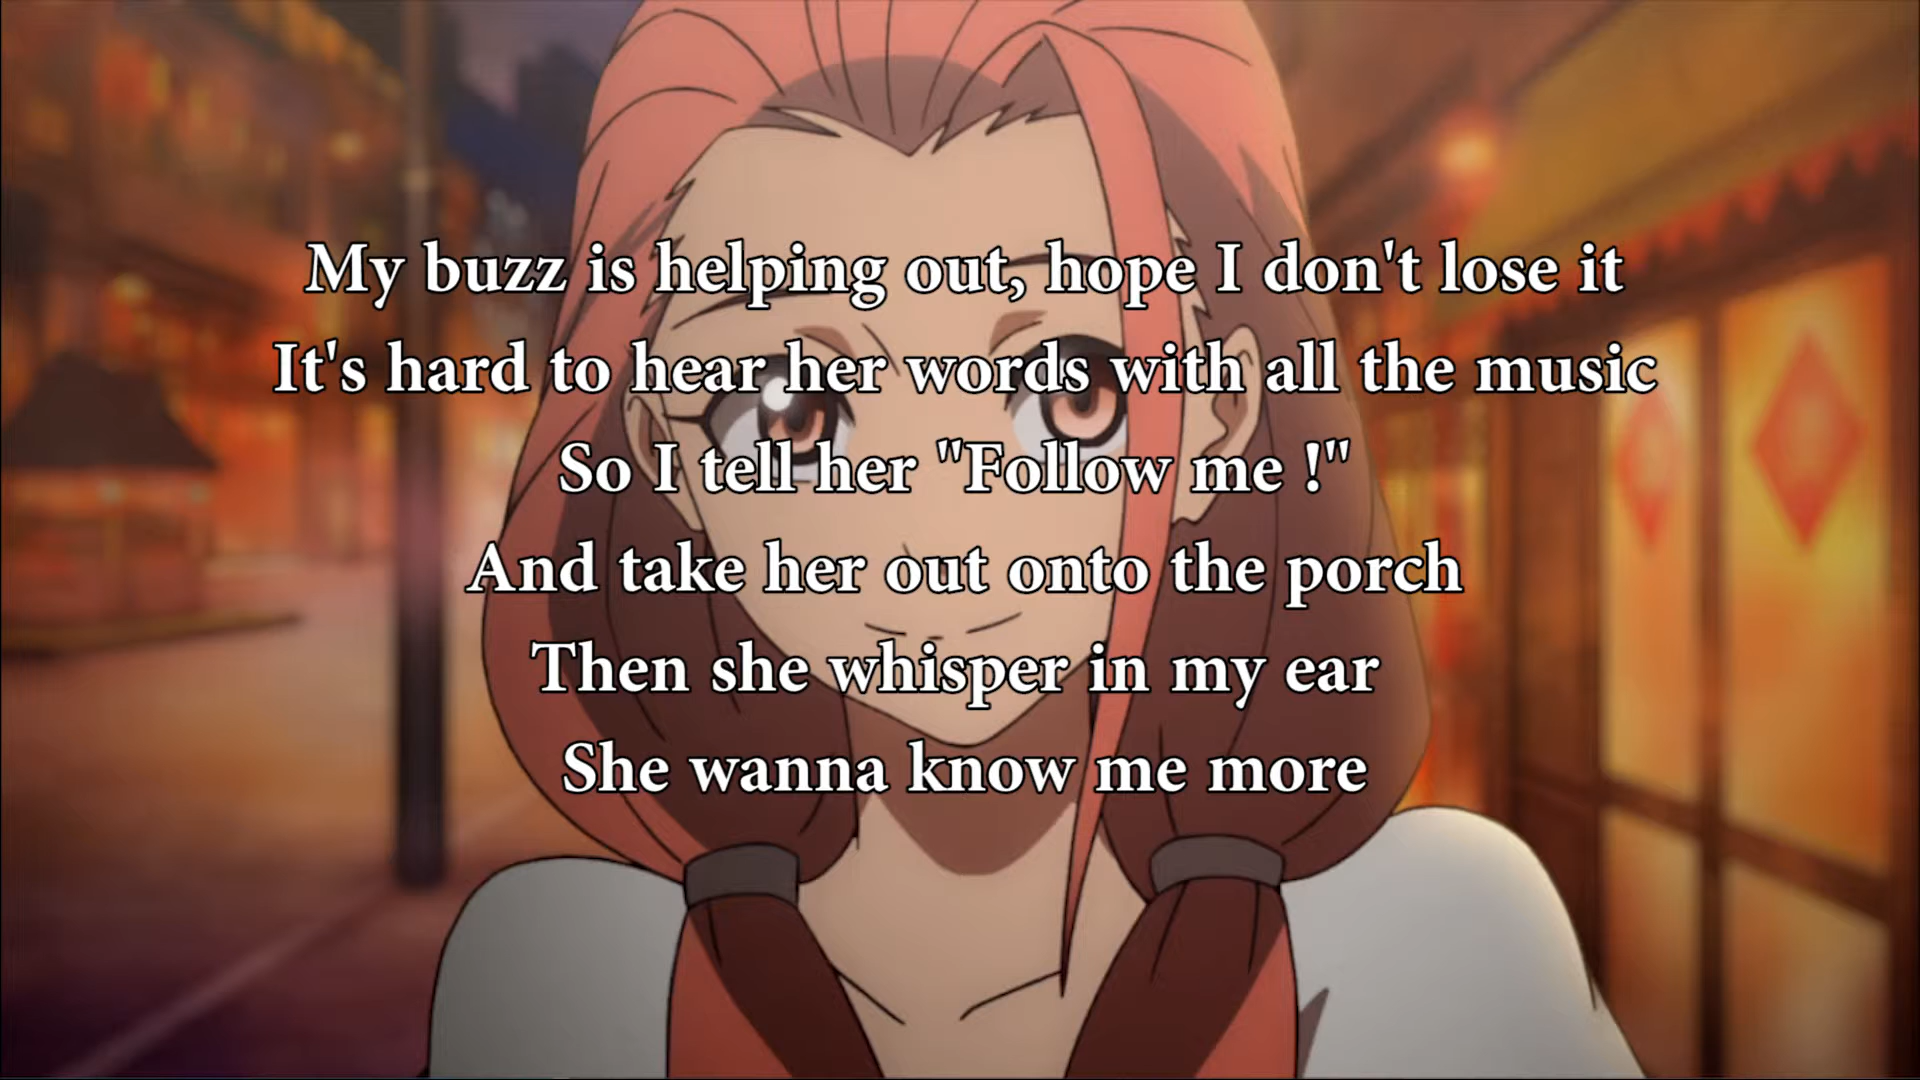 My buzz is helping out, hope I don't lose it
It's hard to hear her words with all the music
So I tell her "Follow me !"
And take her out onto the porch
Then she whisper in my ear
She wanna know me more